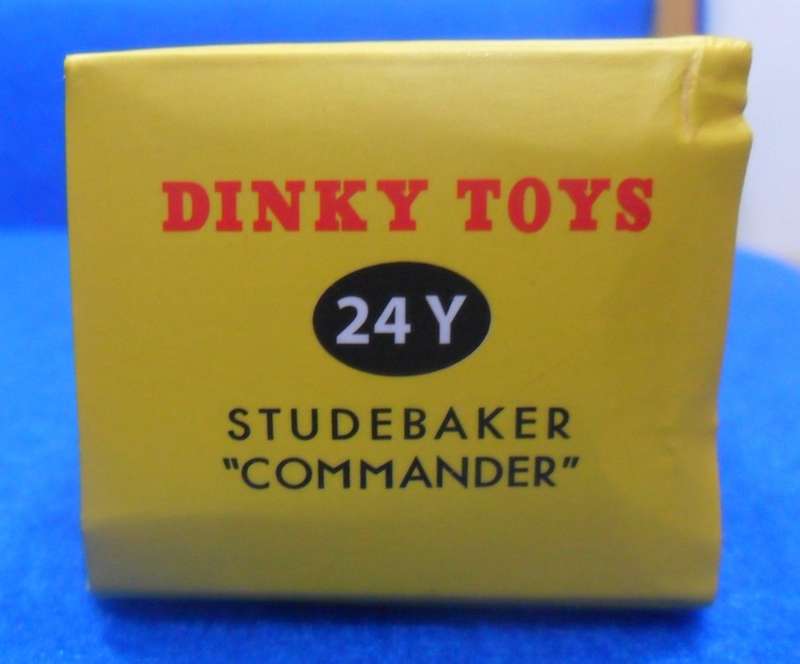 DINKY TOYS
24 Y
STUDEBAKER
"COMMANDER"